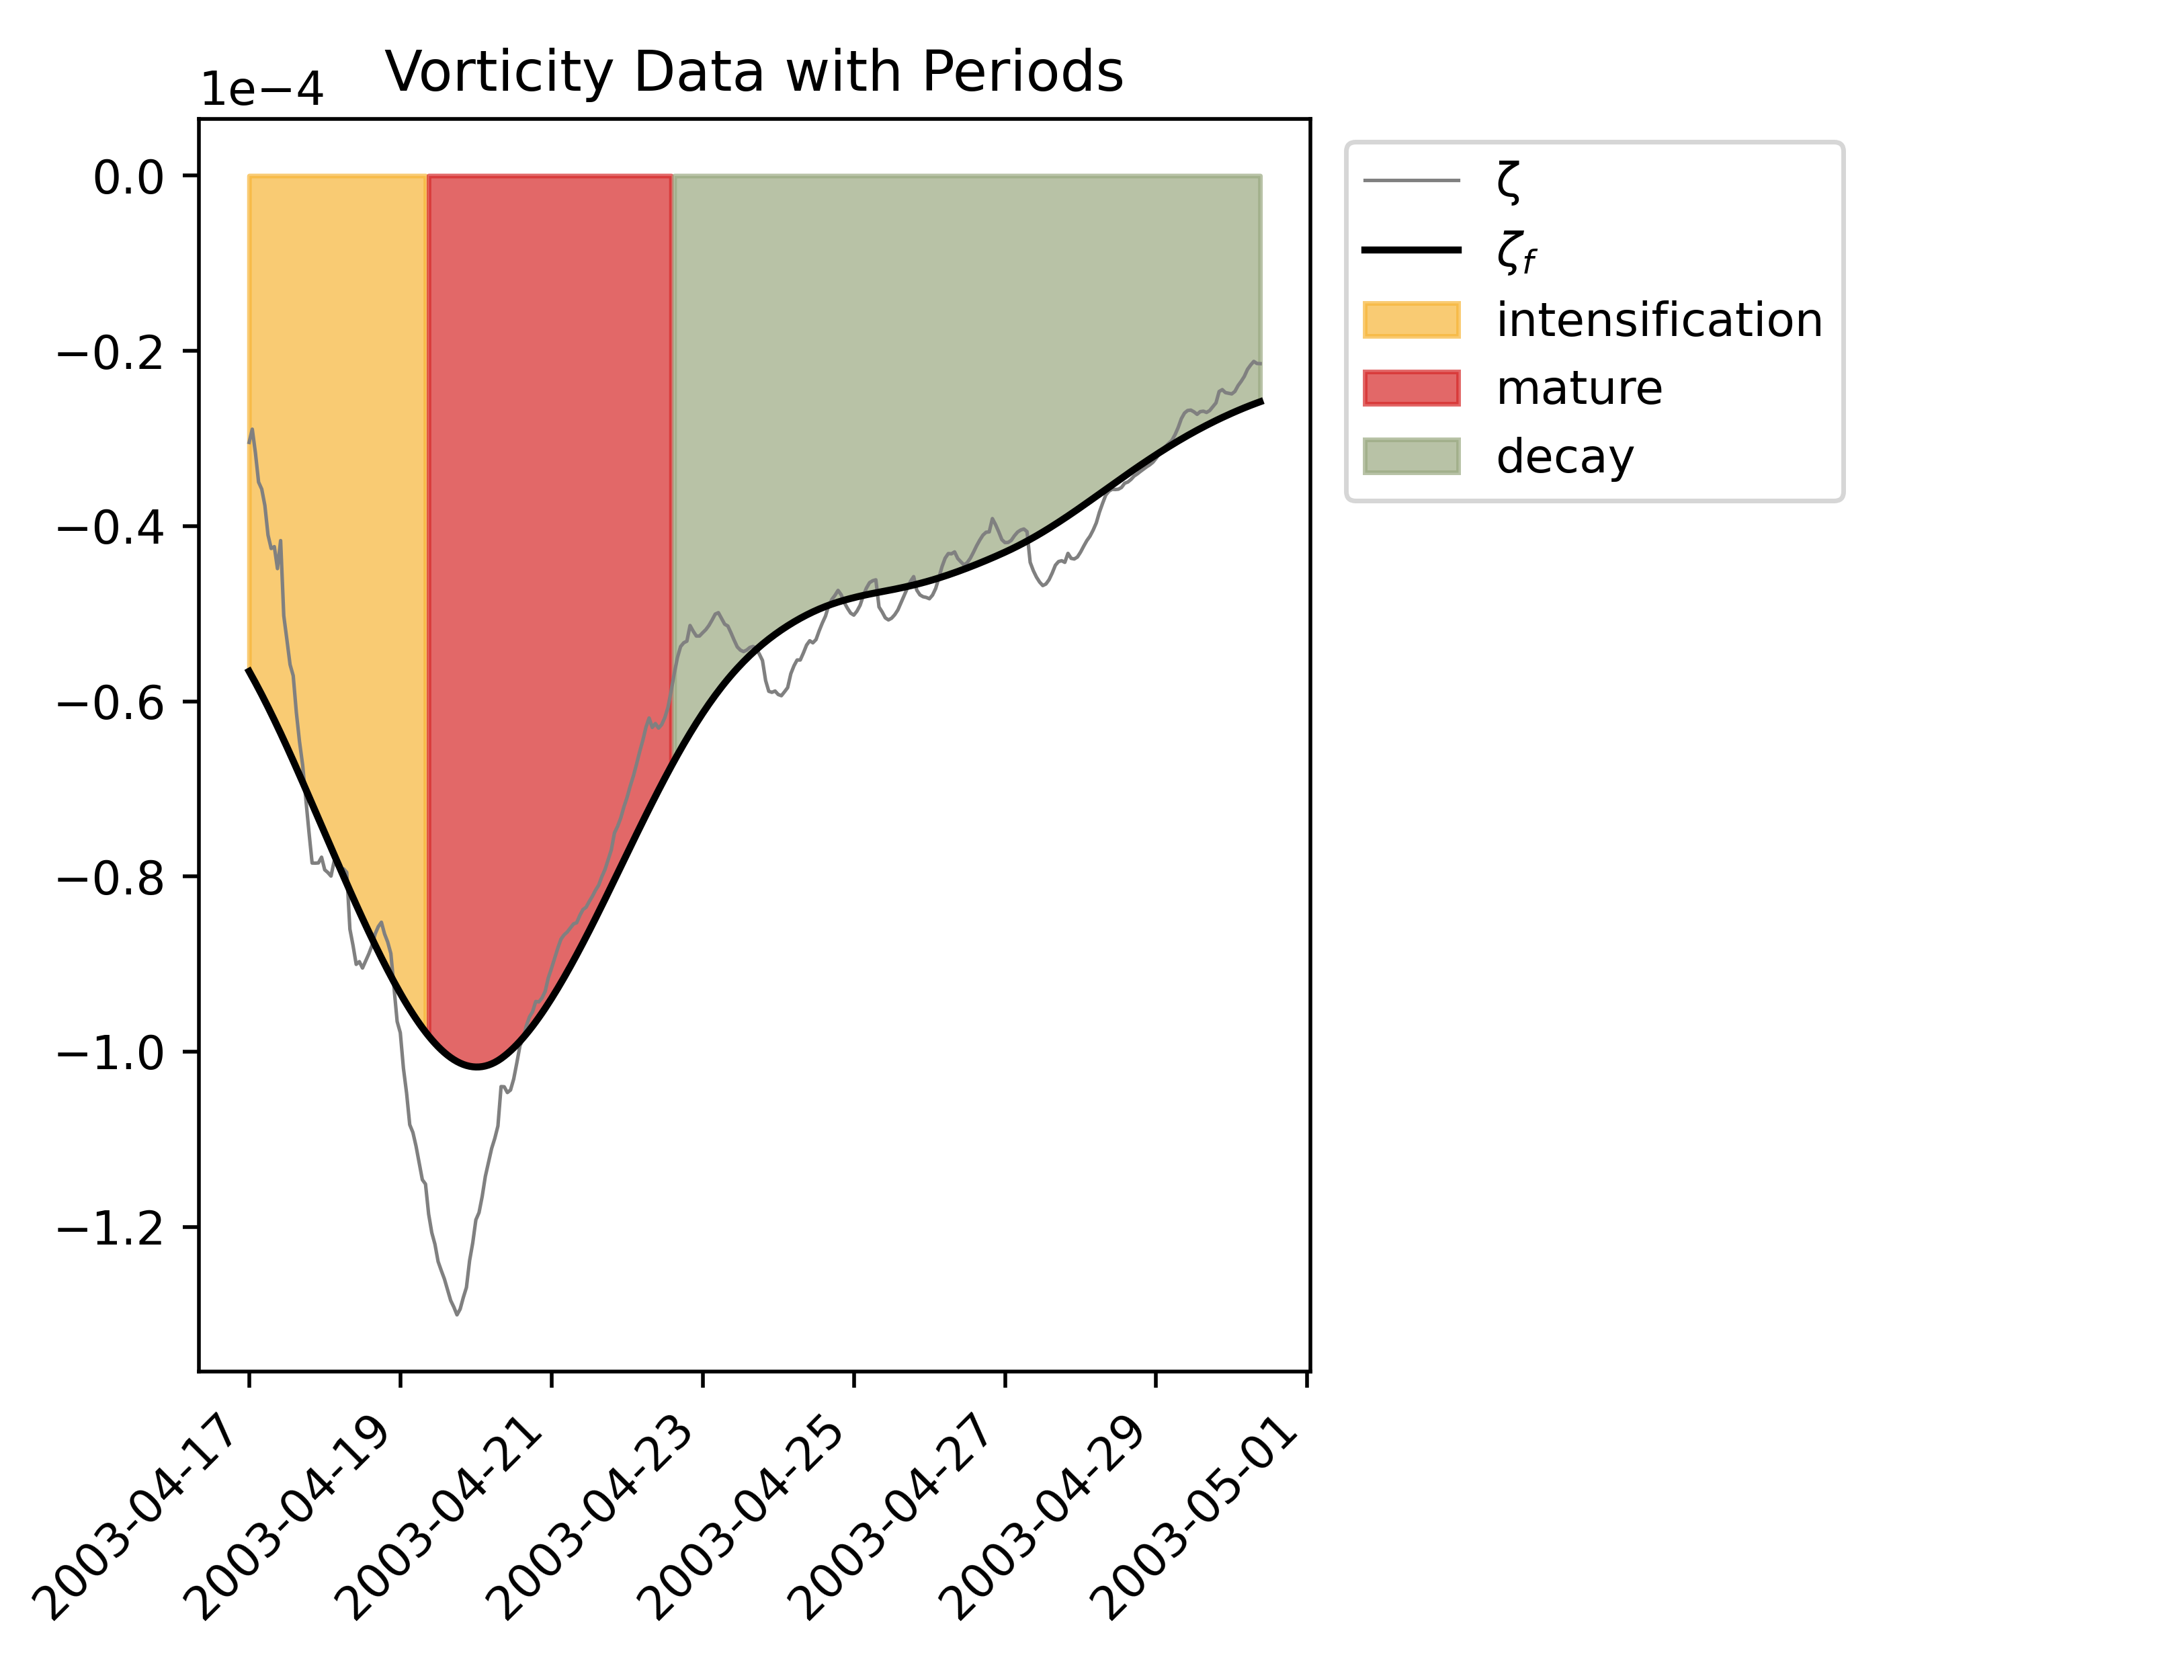 Vorticity Data with Periods
1e−4
0.0
−0.2
−0.4
−0.6
−0.8
−1.0
−1.2
2003-04-17
2003-04-19
2003-04-21
2003-04-23
2003-04-25
2003-04-27
2003-04-29
2003-05-01
ζ
ζf
intensification
mature
decay